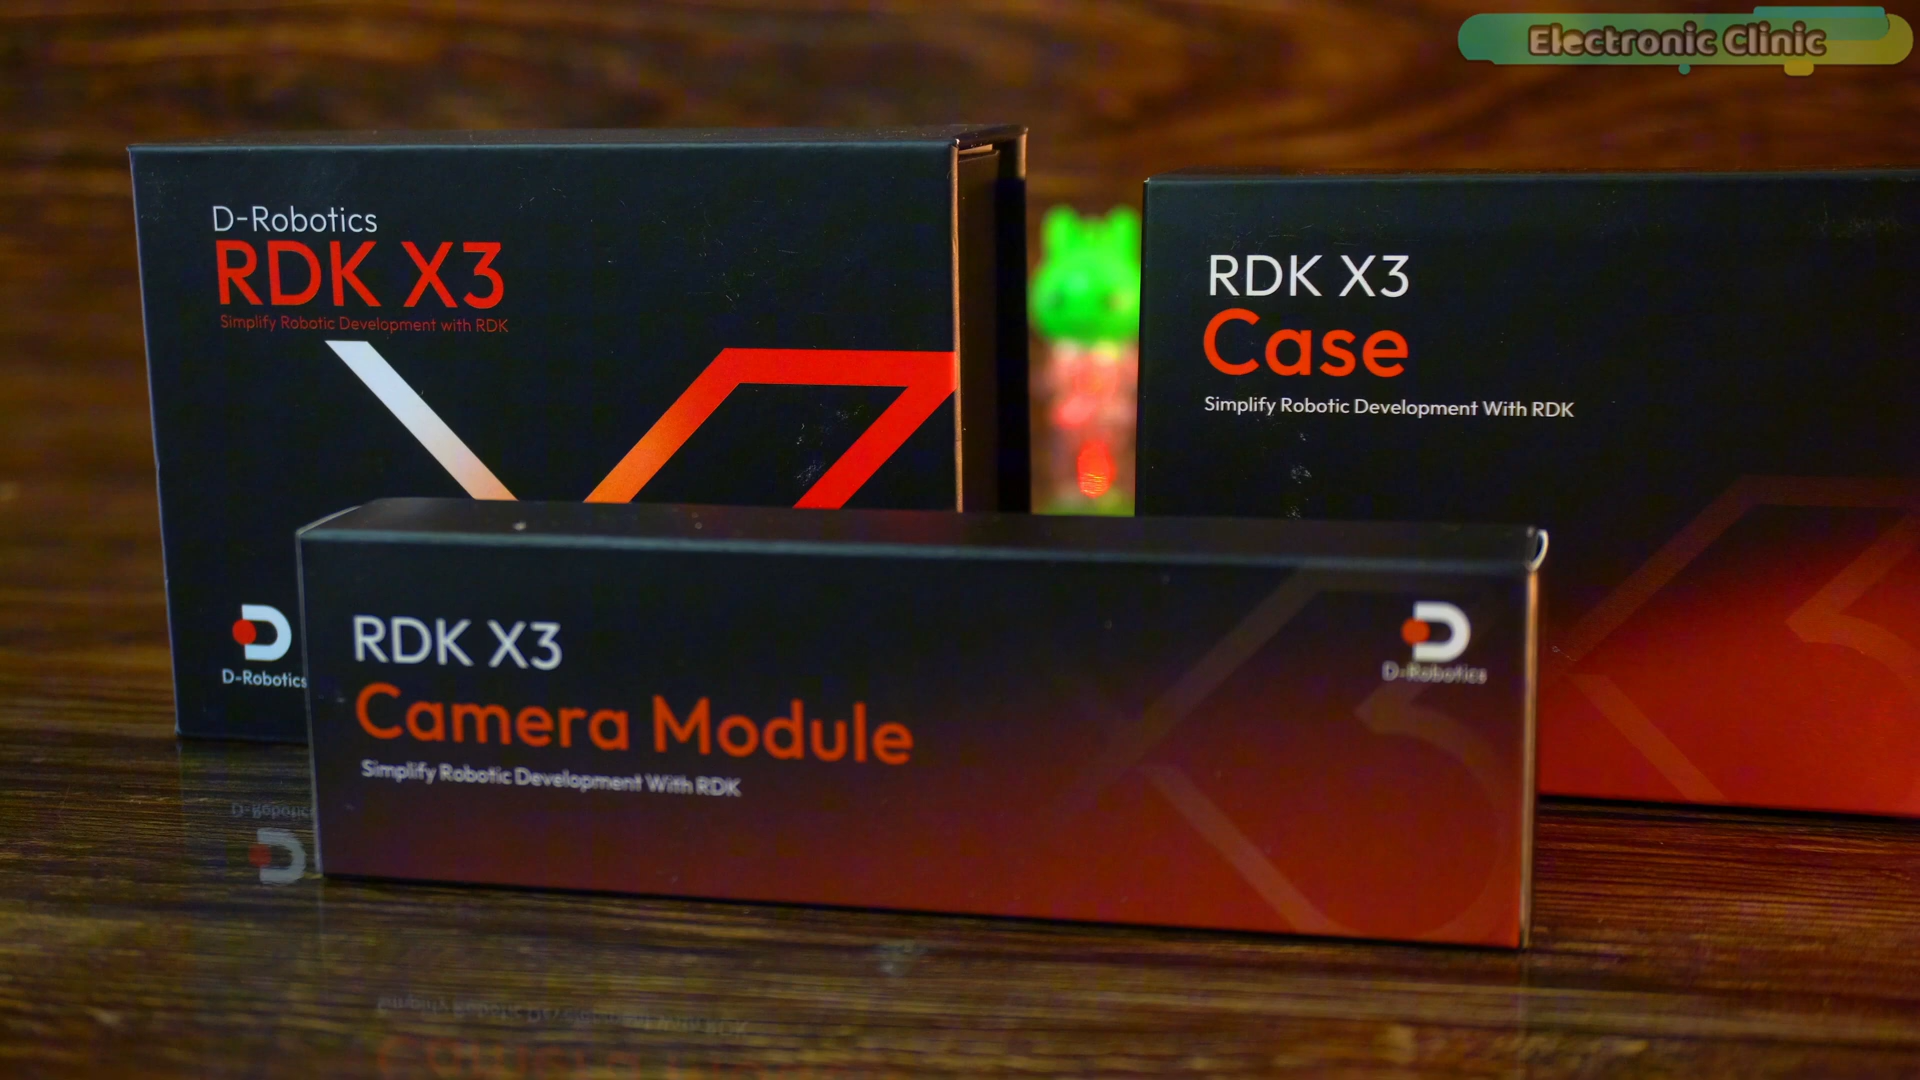 Electronic Clinic
D-Robotics
RDK X3
Simplify Robotic Development with RDK
D-Robotics
RDK X3
Case
Simplify Robotic Development With RDK
RDK X3
Camera Module
Simplify Robotic Development With RDK
D-Robotics